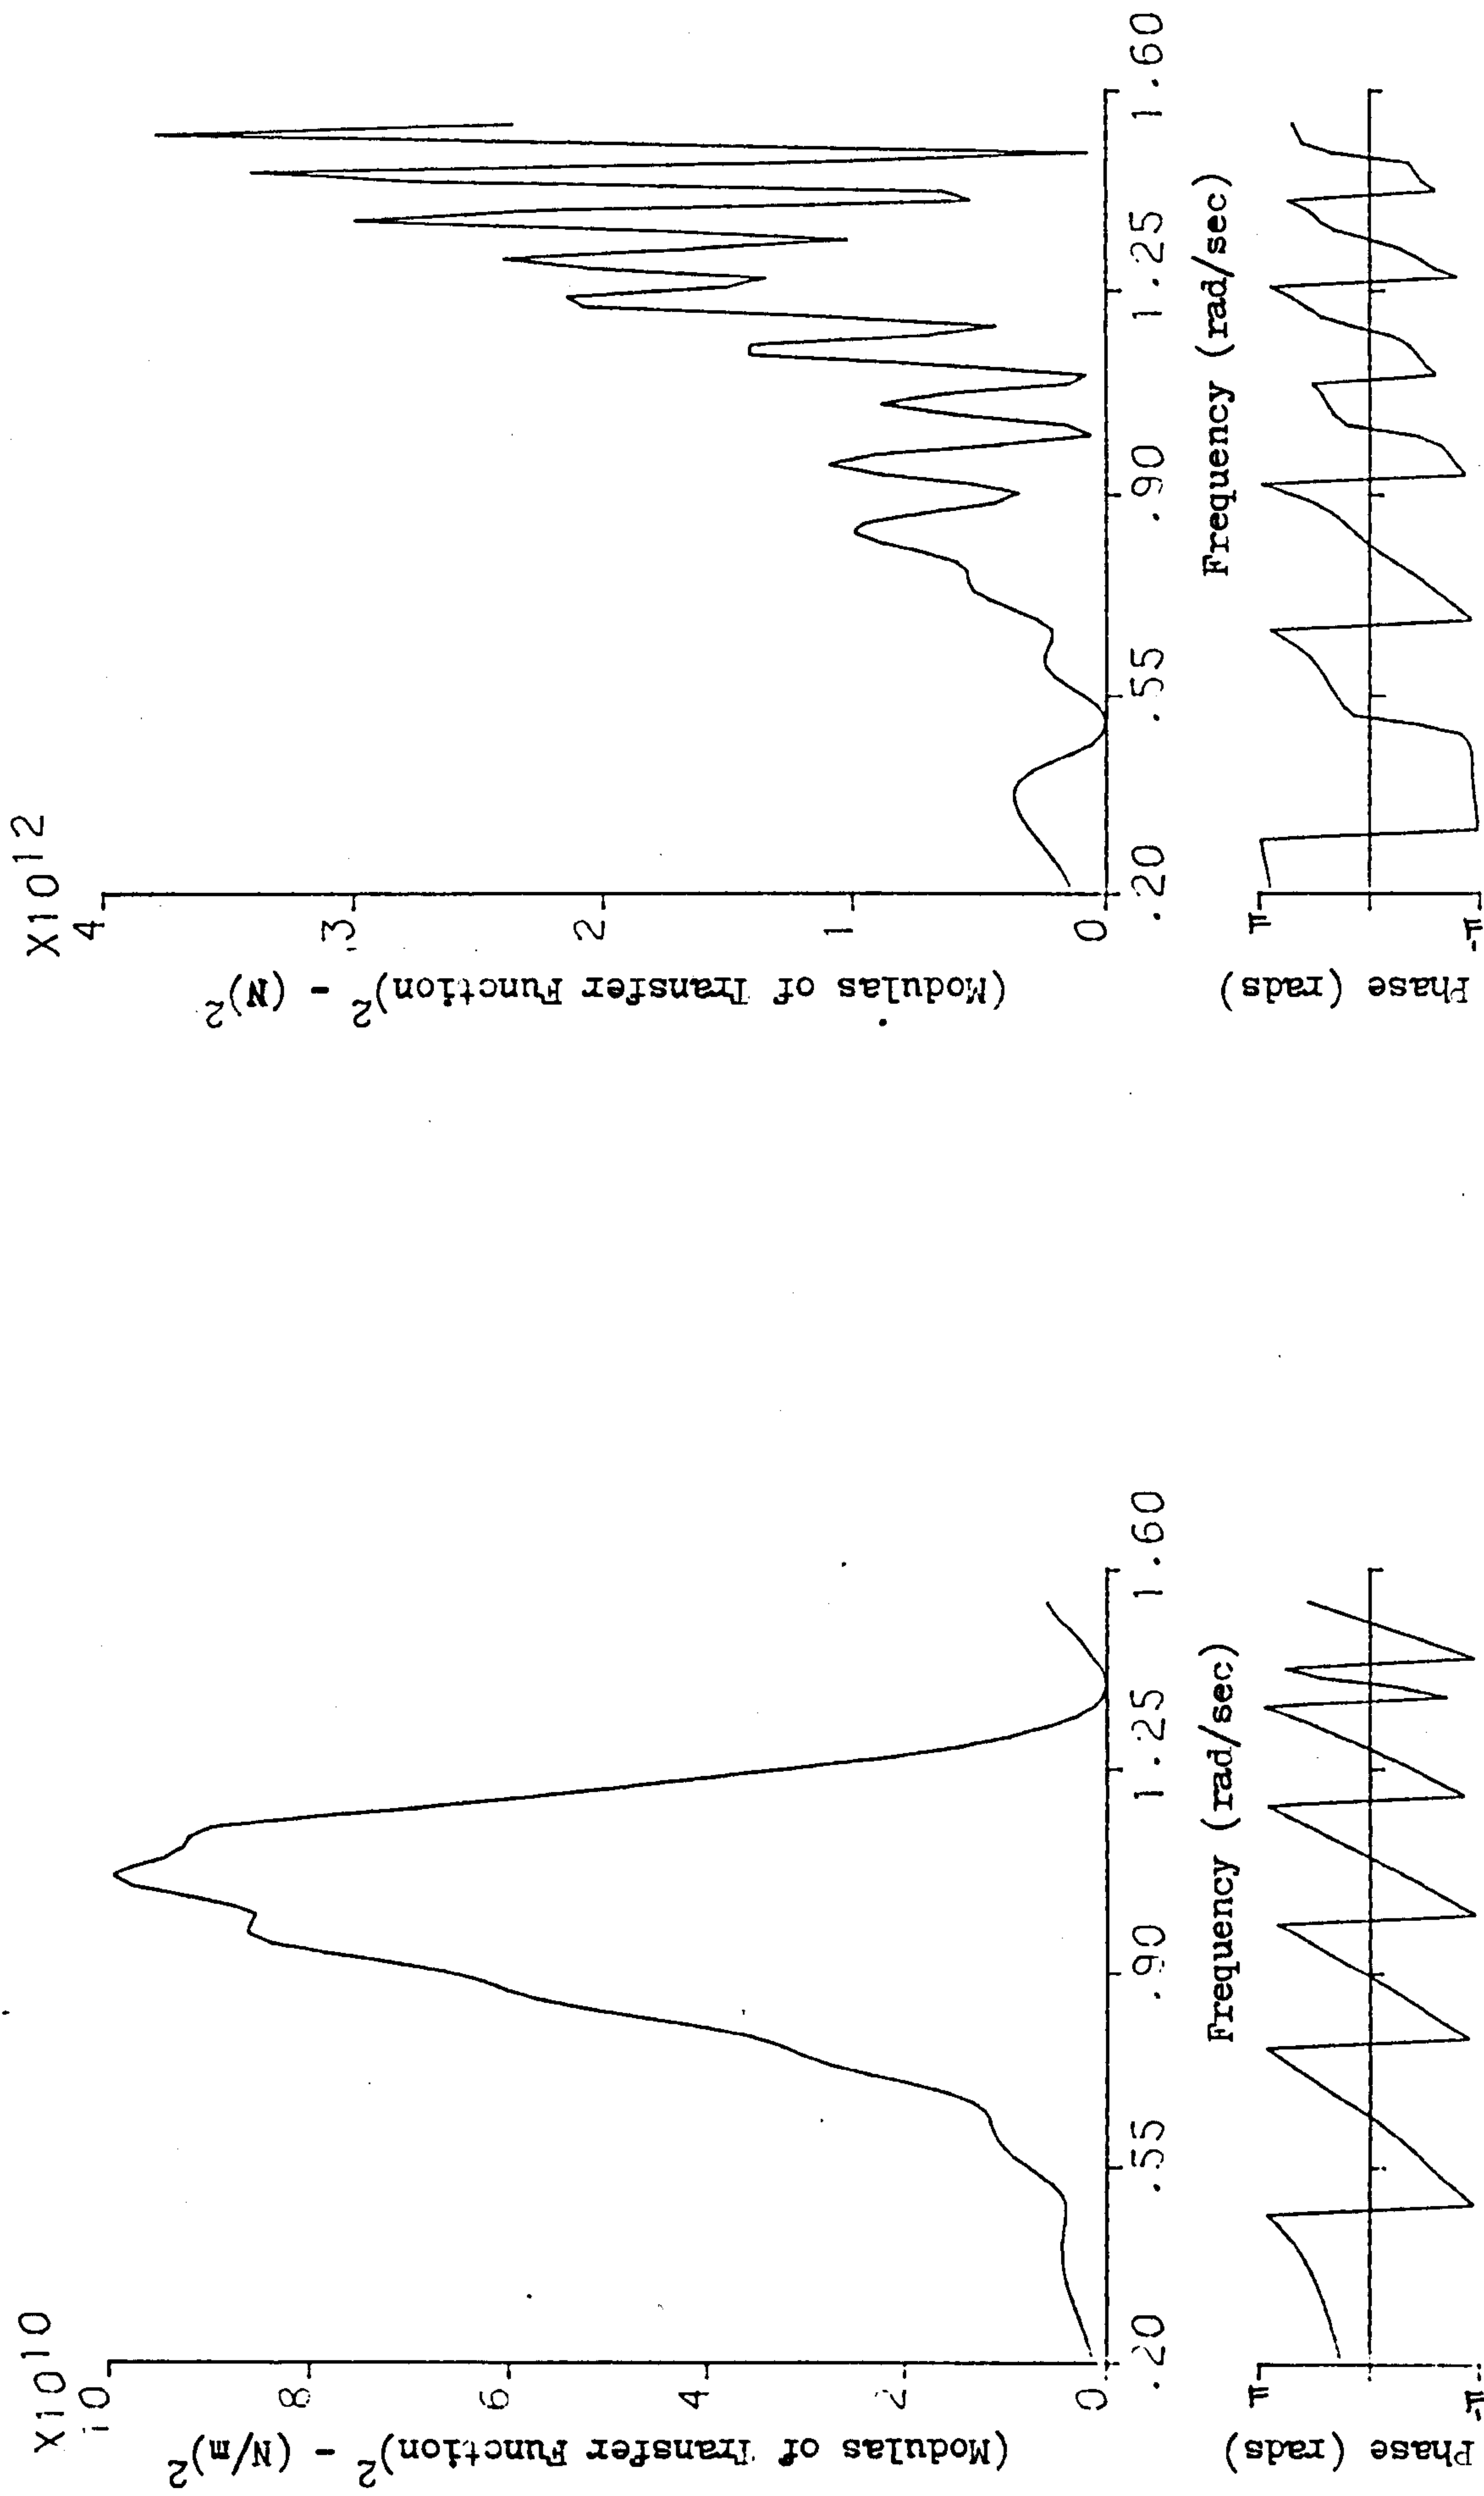 X10 10
10
8
6
4
2
0
(Modulas of Transfer Function)2 - (N/m)2
.20
.55
.90
1.25
1.60
Frequency (rad/sec)
π
-π
Phase (rads)
X10 12
4
3
2
1
0
(Modulas of Transfer Function)2 - (N)2
.20
.55
.90
1.25
1.60
Frequency (rad/sec)
π
-π
Phase (rads)